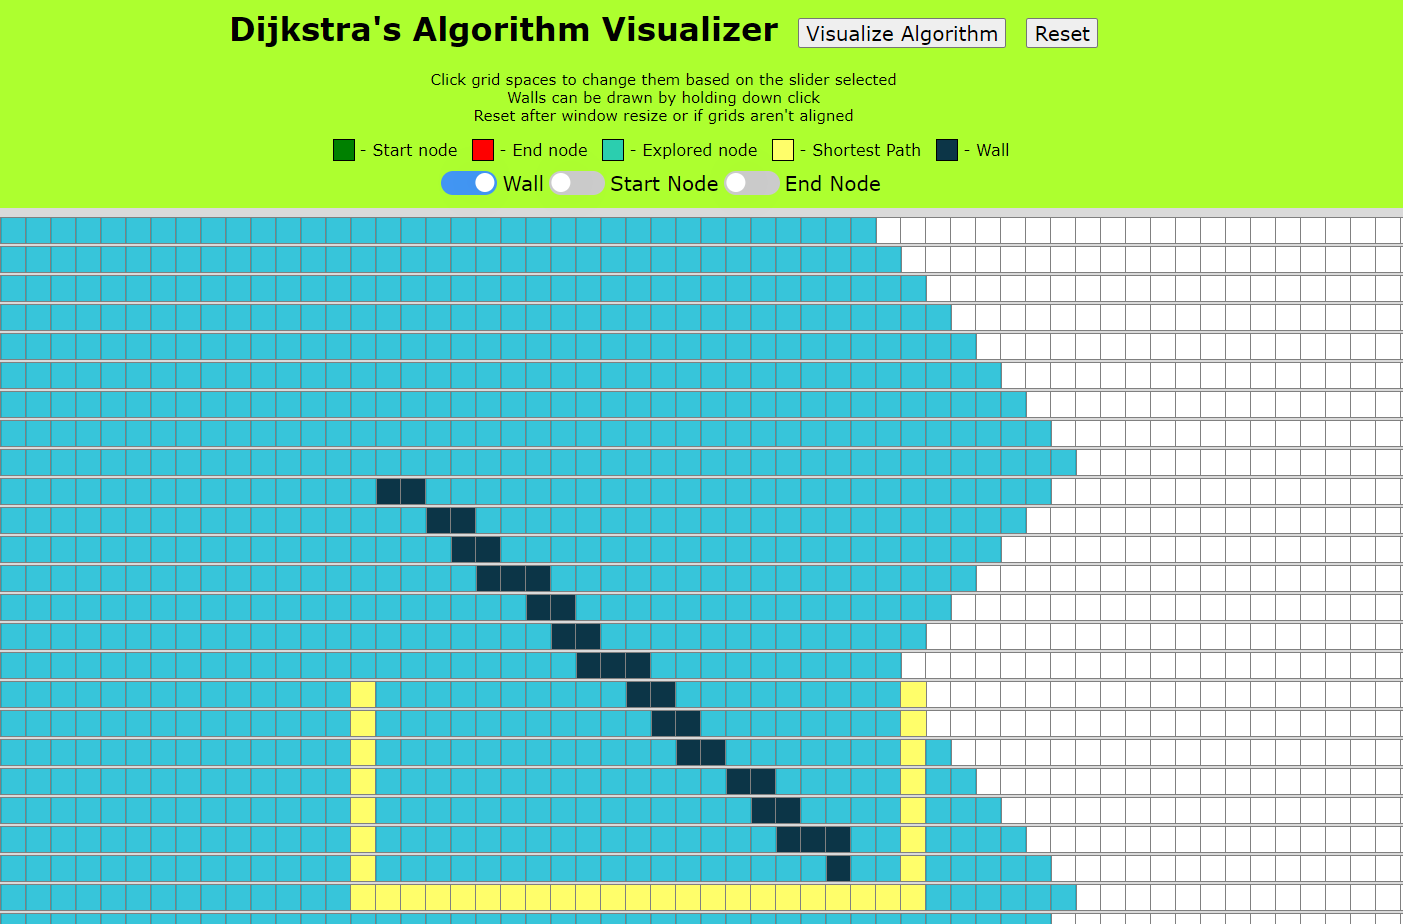 Dijkstra's Algorithm Visualizer Visualize Algorithm Reset
Click grid spaces to change them based on the slider selected
Walls can be drawn by holding down click
Reset after window resize or if grids aren't aligned
- Start node - End node - Explored node - Shortest Path - Wall
Wall Start Node End Node